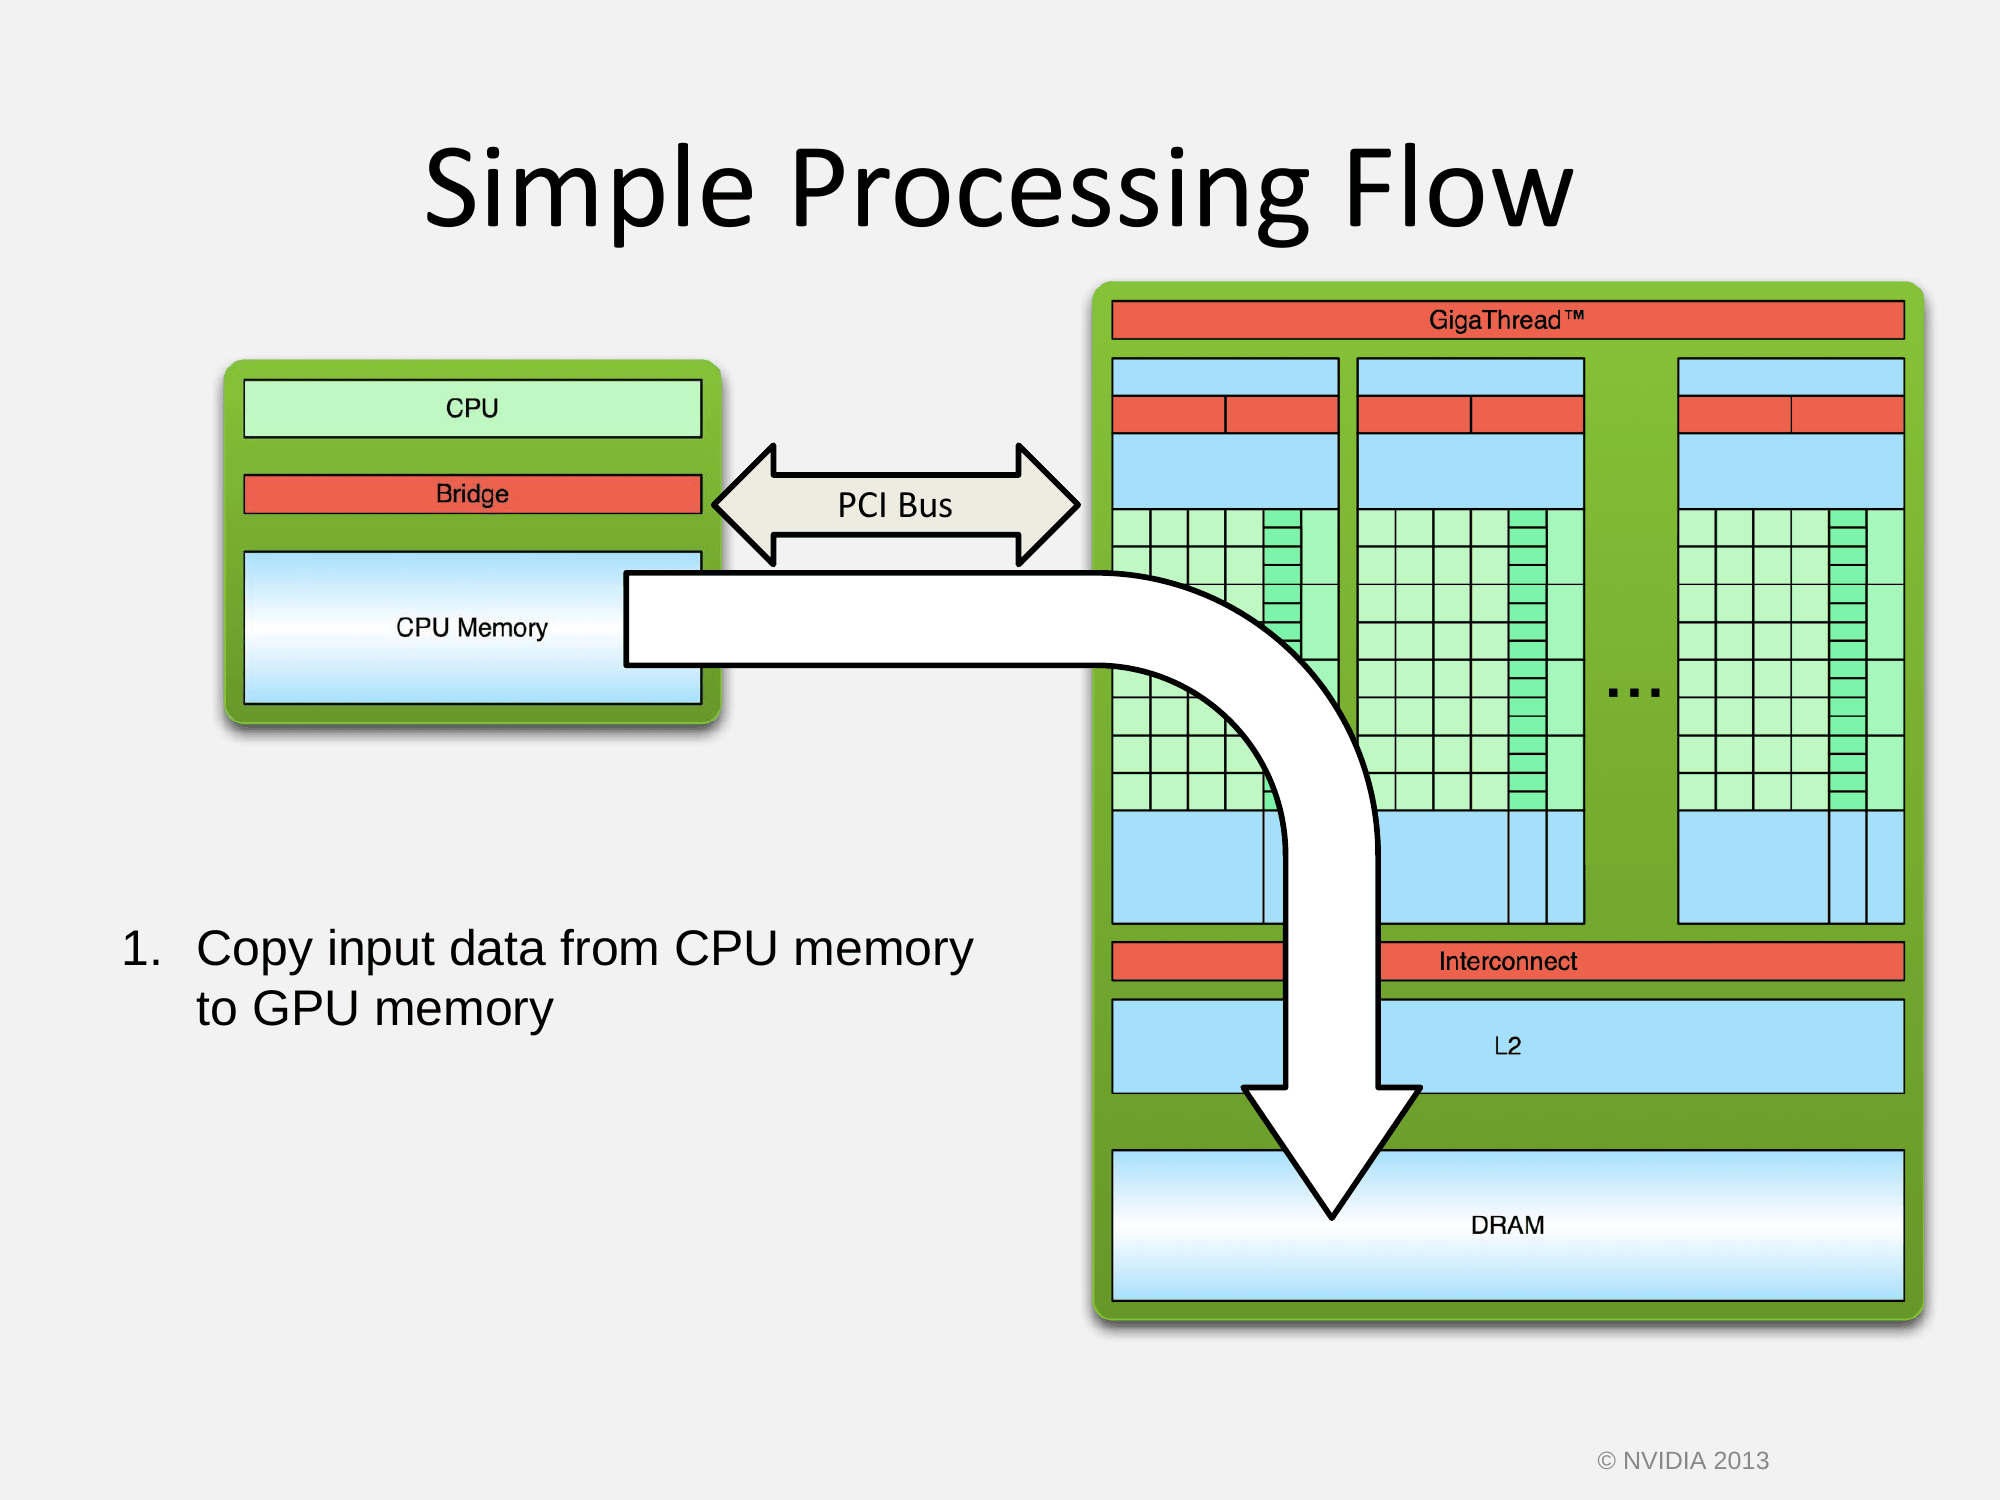 Simple Processing Flow
GigaThread™
CPU
Bridge
PCI Bus
CPU Memory
...
1. Copy input data from CPU memory
to GPU memory
Interconnect
L2
DRAM
© NVIDIA 2013